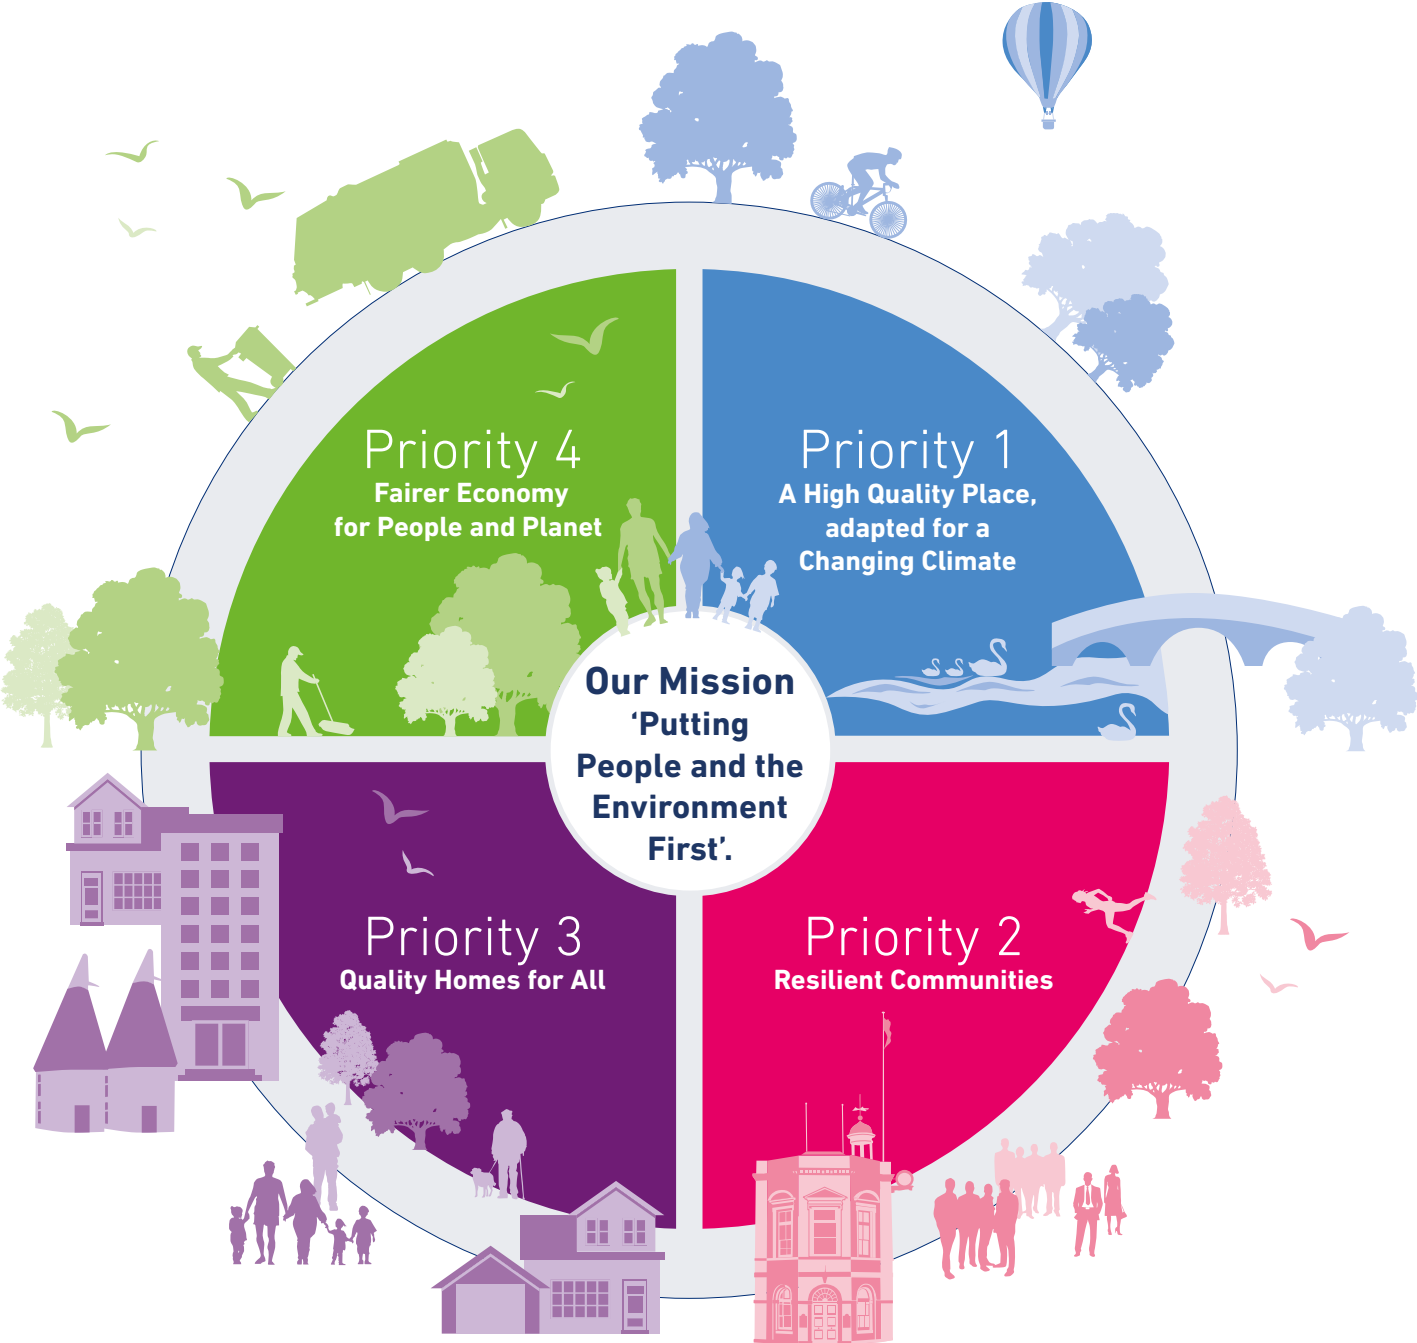 Priority 4
Fairer Economy
for People and Planet
Priority 1
A High Quality Place,
adapted for a
Changing Climate
Our Mission
‘Putting
People and the
Environment
First’.
Priority 3
Quality Homes for All
Priority 2
Resilient Communities